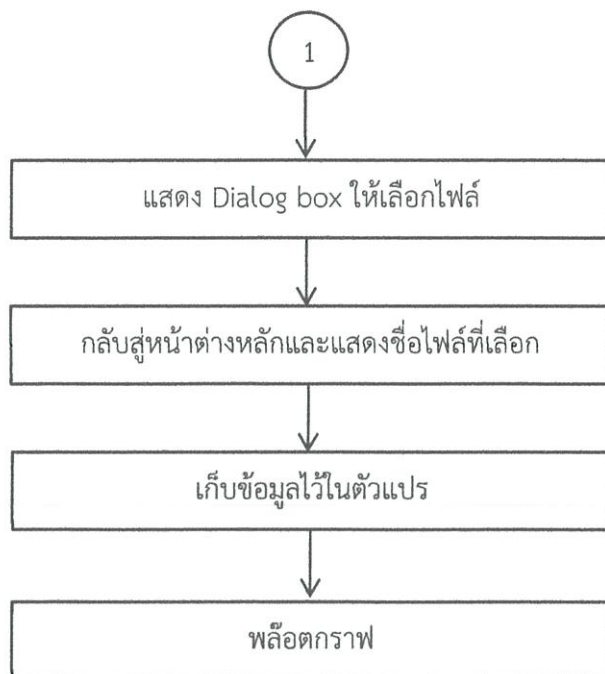 1
แสดง Dialog box ให้เลือกไฟล์
กลับสู่หน้าต่างหลักและแสดงชื่อไฟล์ที่เลือก
เก็บข้อมูลไว้ในตัวแปร
พล๊อตกราฟ